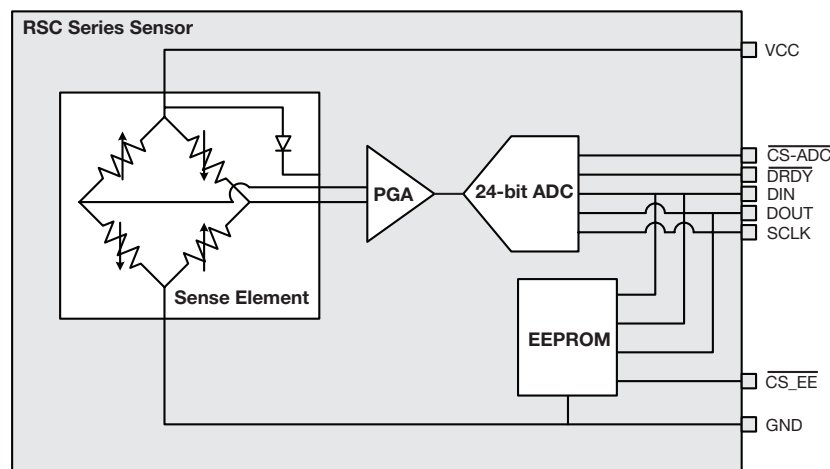 RSC Series Sensor
VCC
CS-ADC
PGA
24-bit ADC
DRDY
DIN
DOUT
SCLK
Sense Element
EEPROM
CS_EE
GND